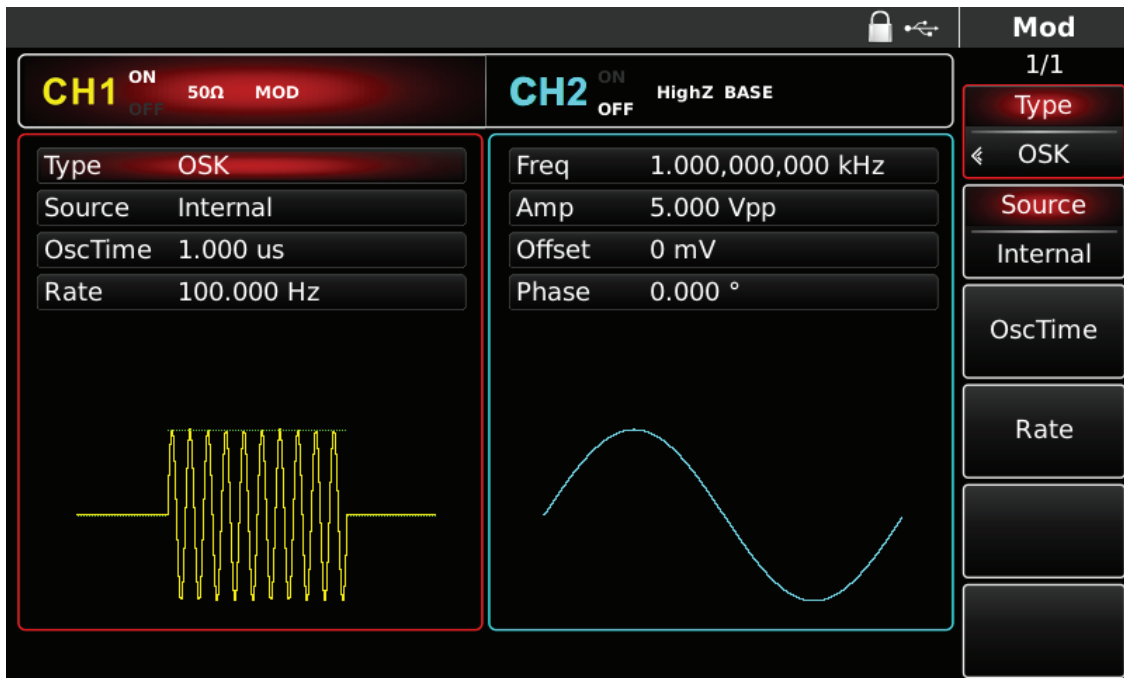 Mod
1/1
CH1 ON OFF 50Ω MOD
CH2 ON OFF HighZ BASE
Type OSK
Source Internal
OscTime 1.000 us
Rate 100.000 Hz
Freq 1.000,000,000 kHz
Amp 5.000 Vpp
Offset 0 mV
Phase 0.000 °
Type
OSK
Source
Internal
OscTime
Rate